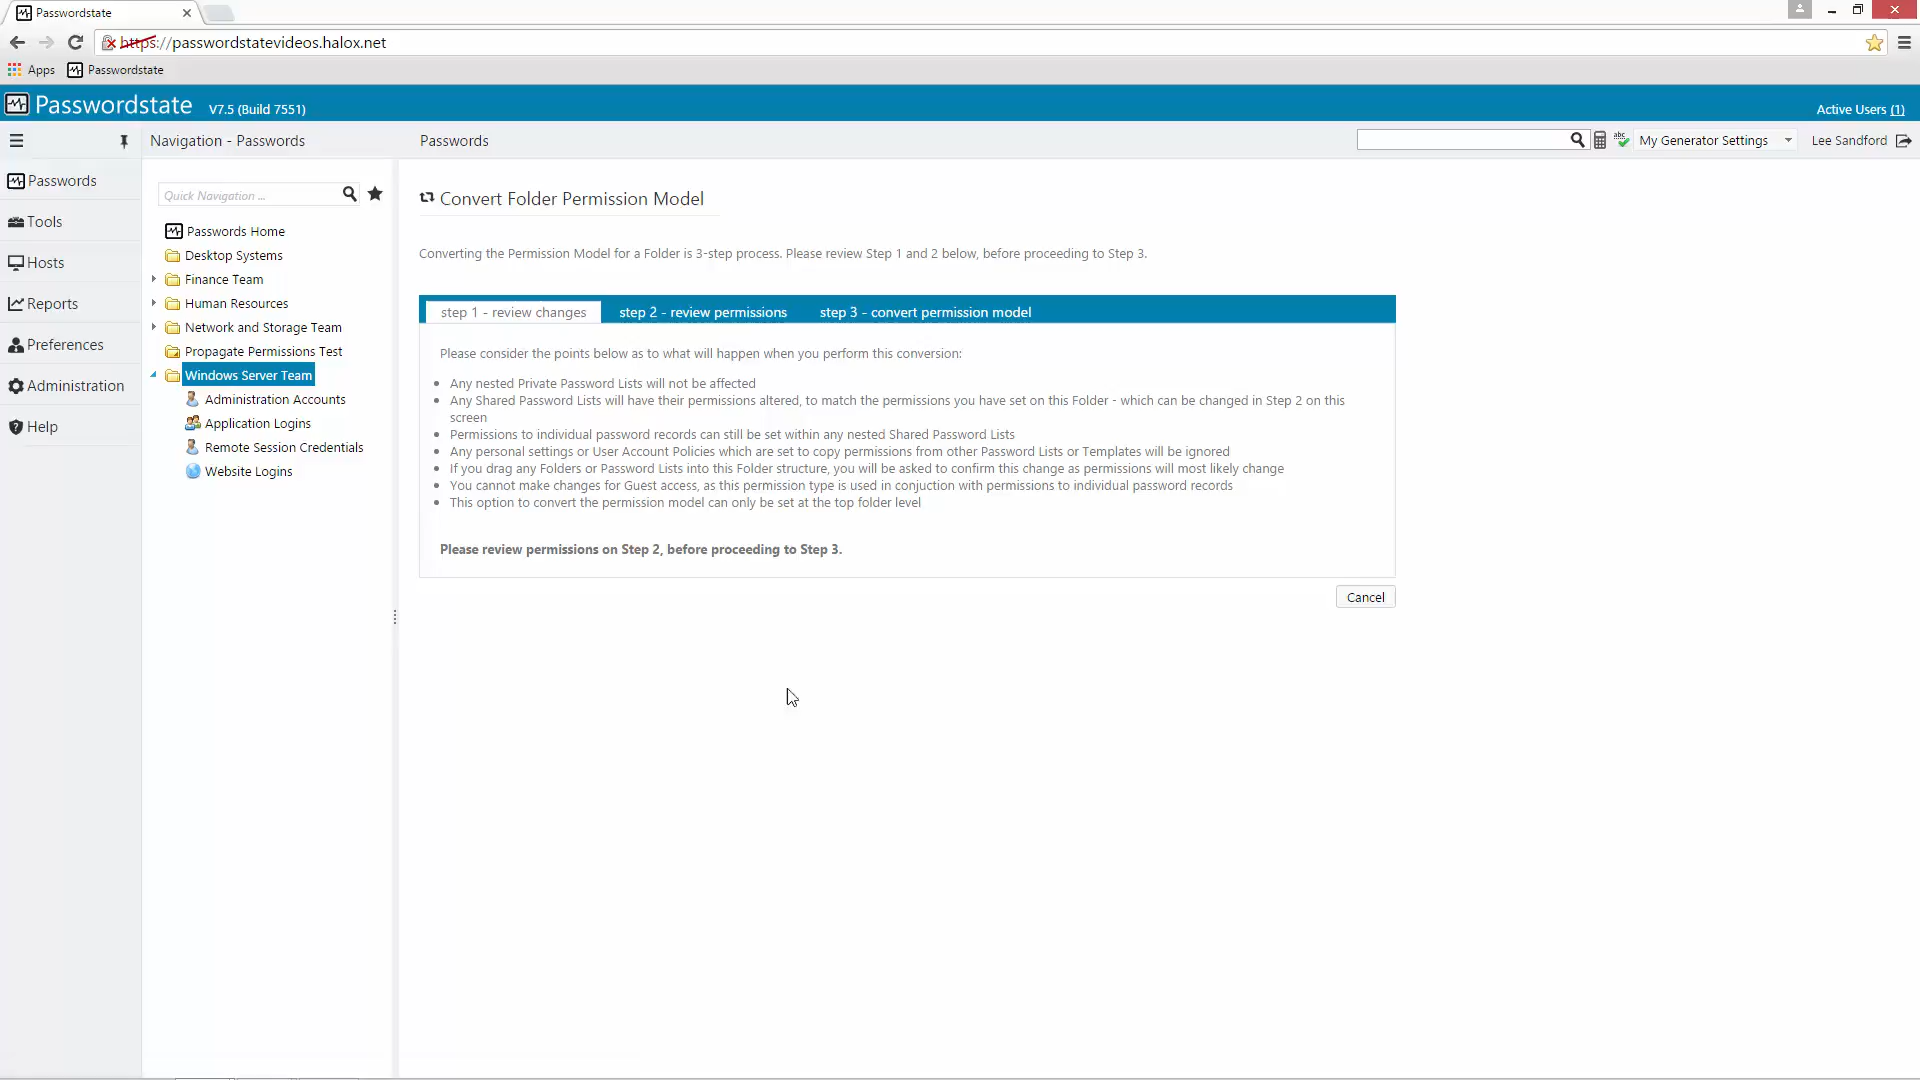 Passwordstate
https://passwordstatevideos.halox.net
Apps
Passwordstate
Passwordstate V7.5 (Build 7551)
Active Users (1)
Navigation - Passwords
Passwords
abc
My Generator Settings
Lee Sandford
Passwords
Tools
Hosts
Reports
Preferences
Administration
Help
Quick Navigation ...
Passwords Home
Desktop Systems
Finance Team
Human Resources
Network and Storage Team
Propagate Permissions Test
Windows Server Team
Administration Accounts
Application Logins
Remote Session Credentials
Website Logins
Convert Folder Permission Model
Converting the Permission Model for a Folder is 3-step process. Please review Step 1 and 2 below, before proceeding to Step 3.
step 1 - review changes
step 2 - review permissions
step 3 - convert permission model
Please consider the points below as to what will happen when you perform this conversion:
Any nested Private Password Lists will not be affected
Any Shared Password Lists will have their permissions altered, to match the permissions you have set on this Folder - which can be changed in Step 2 on this
screen
Permissions to individual password records can still be set within any nested Shared Password Lists
Any personal settings or User Account Policies which are set to copy permissions from other Password Lists or Templates will be ignored
If you drag any Folders or Password Lists into this Folder structure, you will be asked to confirm this change as permissions will most likely change
You cannot make changes for Guest access, as this permission type is used in conjuction with permissions to individual password records
This option to convert the permission model can only be set at the top folder level
Please review permissions on Step 2, before proceeding to Step 3.
Cancel